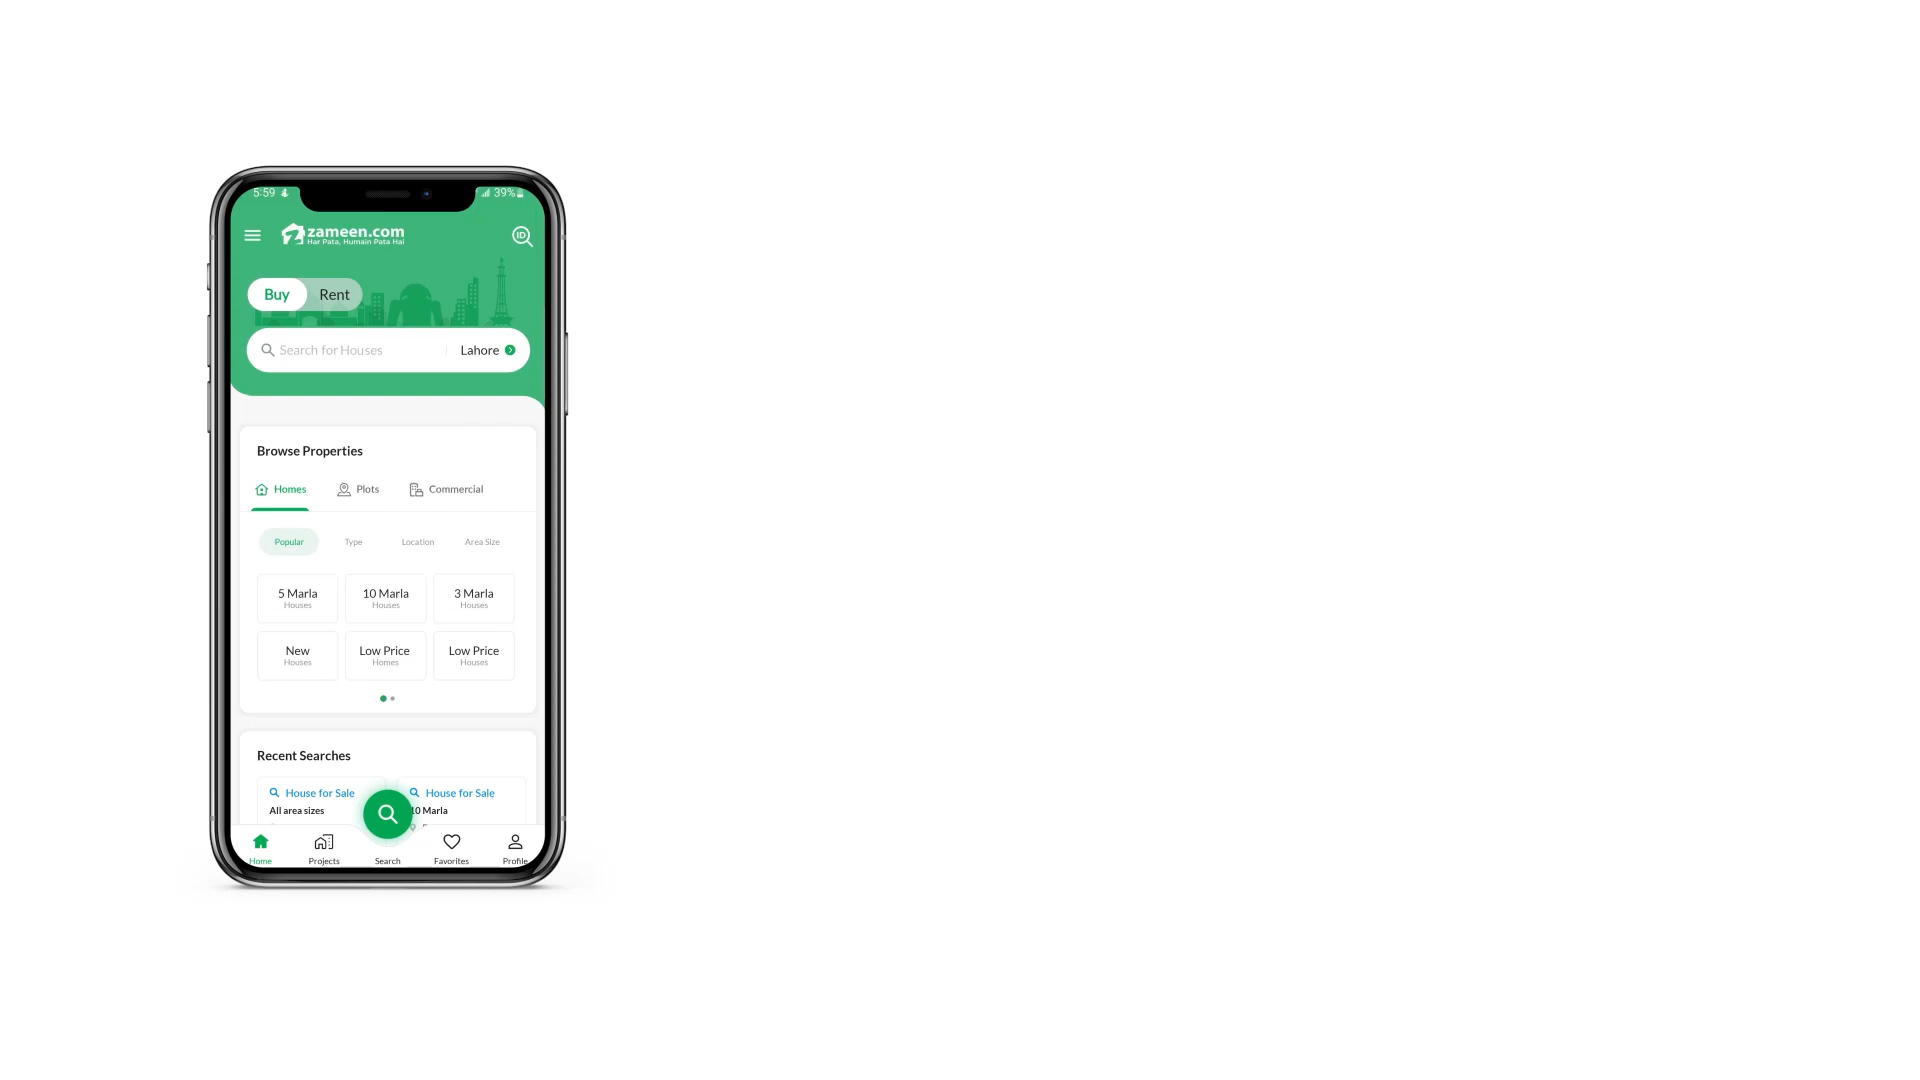 5:59
39%
zameen.com
Har Pata, Humain Pata Hai
ID
Buy Rent
Search for Houses Lahore
Browse Properties
Homes Plots Commercial
Popular Type Location Area Size
5 Marla 10 Marla 3 Marla
Houses Houses Houses
New Low Price Low Price
Houses Homes Houses
Recent Searches
House for Sale House for Sale
All area sizes 10 Marla
Home Projects Search Favorites Profile